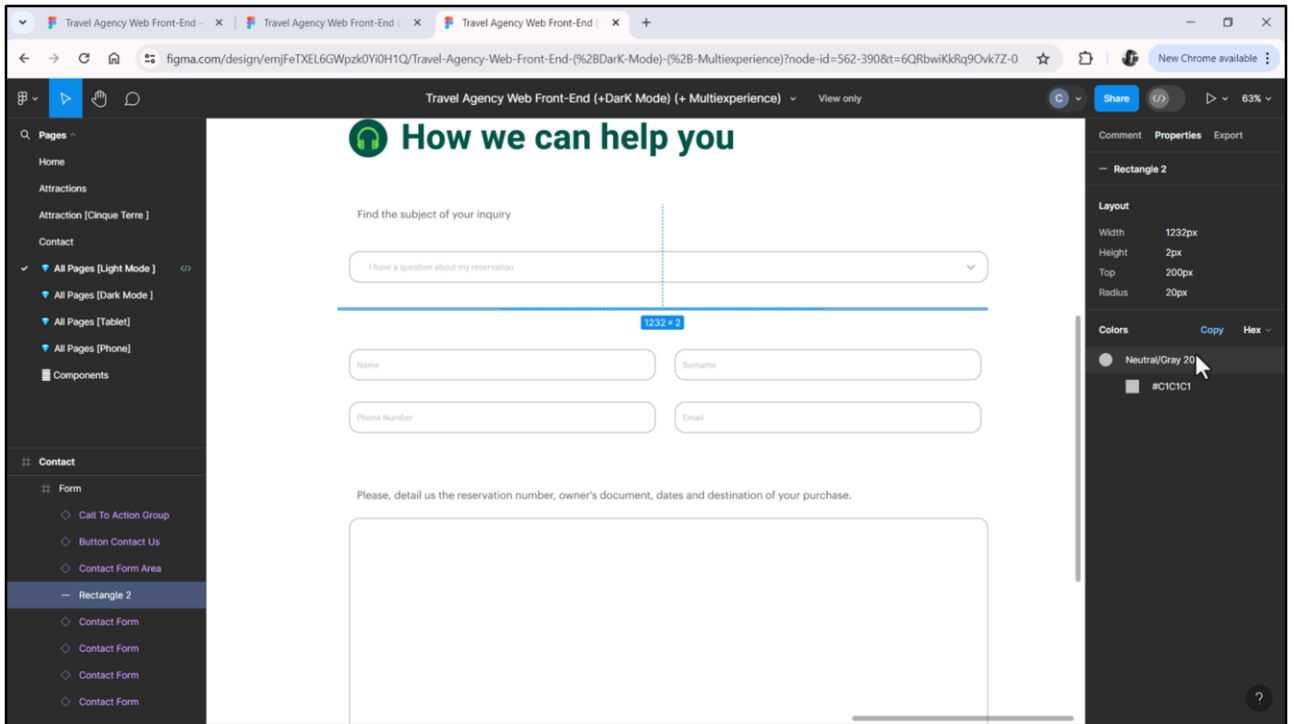 Travel Agency Web Front-End -
Travel Agency Web Front-End (
Travel Agency Web Front-End (
figma.com/design/emjFeTXEL6GWpzk0Yi0H1Q/Travel-Agency-Web-Front-End-(%2BDarK-Mode)-(%2B-Multiexperience)?node-id=562-390&t=6QRbwiKkRq9Ovk7Z-0
New Chrome available
Travel Agency Web Front-End (+DarK Mode) (+ Multiexperience)
View only
C
Share
63%
Pages
Home
Attractions
Attraction [Cinque Terre ]
Contact
All Pages [Light Mode ]
All Pages [Dark Mode ]
All Pages [Tablet]
All Pages [Phone]
Components
Contact
Form
Call To Action Group
Button Contact Us
Contact Form Area
Rectangle 2
Contact Form
Contact Form
Contact Form
Contact Form
How we can help you
Find the subject of your inquiry
I have a question about my reservation
1232 × 2
Name
Surname
Phone Number
Email
Please, detail us the reservation number, owner's document, dates and destination of your purchase.
Comment
Properties
Export
Rectangle 2
Layout
Width 1232px
Height 2px
Top 200px
Radius 20px
Colors
Copy
Hex
Neutral/Gray 20
#C1C1C1
?